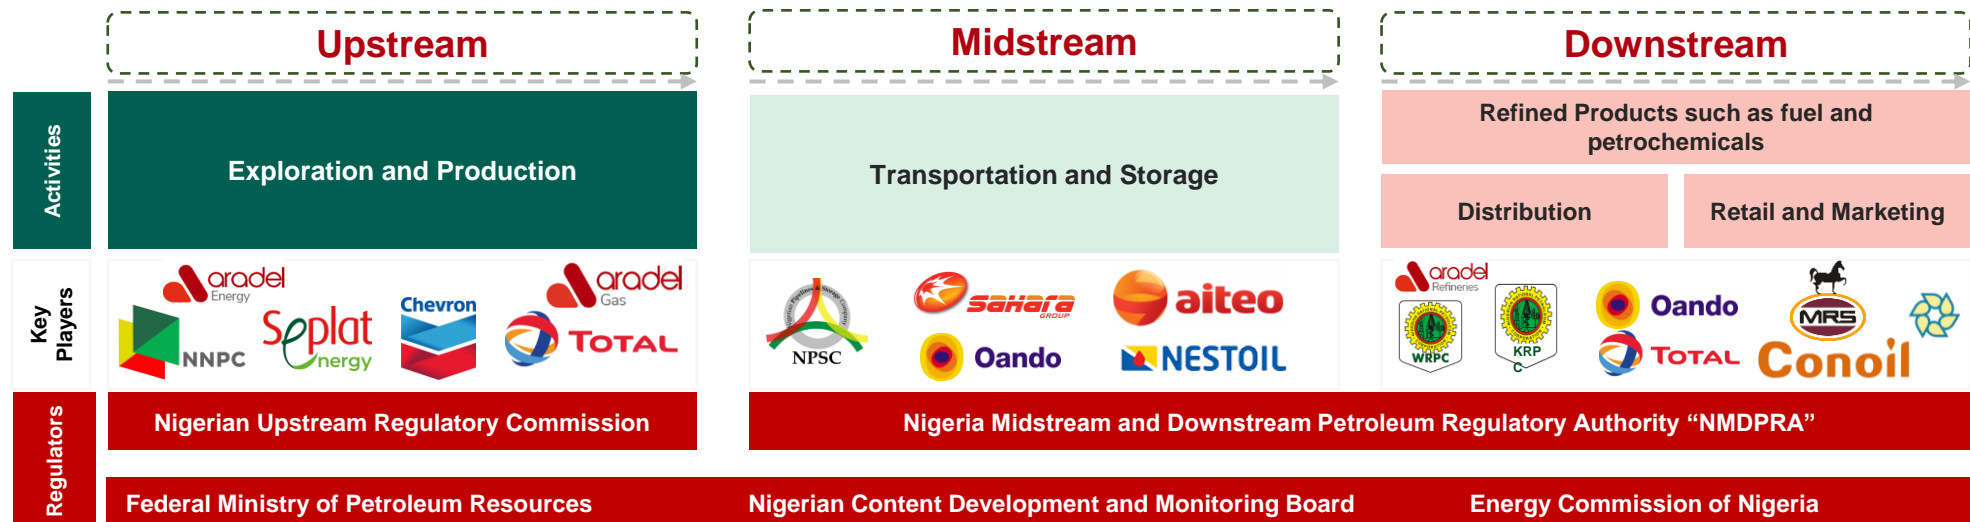 Upstream
Midstream
Downstream
Activities
Exploration and Production
Transportation and Storage
Refined Products such as fuel and
petrochemicals
Distribution
Retail and Marketing
Key
Players
aradel
Energy
NNPC
Seplat
energy
Chevron
aradel
Gas
TOTAL
NPSC
sahara
GROUP
Oando
aiteo
NESTOIL
aradel
Refineries
WRPC
KRP
C
Oando
TOTAL
MRS
Conoil
Regulators
Nigerian Upstream Regulatory Commission
Nigeria Midstream and Downstream Petroleum Regulatory Authority “NMDPRA”
Federal Ministry of Petroleum Resources
Nigerian Content Development and Monitoring Board
Energy Commission of Nigeria